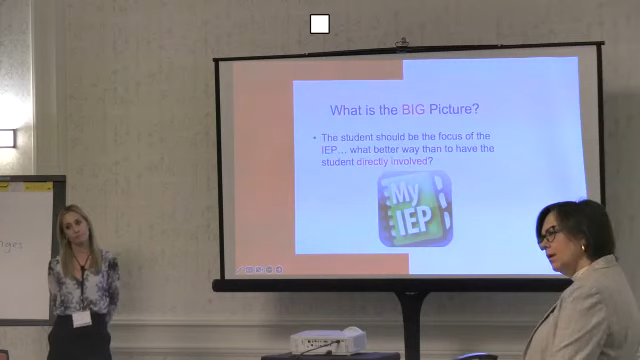 What is the BIG Picture?
• The student should be the focus of the
IEP... what better way than to have the
student directly involved?
My
IEP